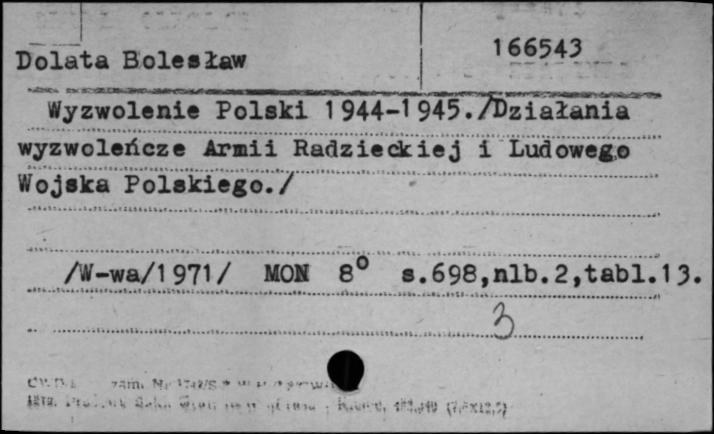 Dolata Bolesław
166543
Wyzwolenie Polski 1944-1945./Działania
wyzwoleńcze Armii Radzieckiej i Ludowego
Wojska Polskiego./
/W-wa/1971/ MON 8° s.698,nlb.2,tabl.13.
3
zam.